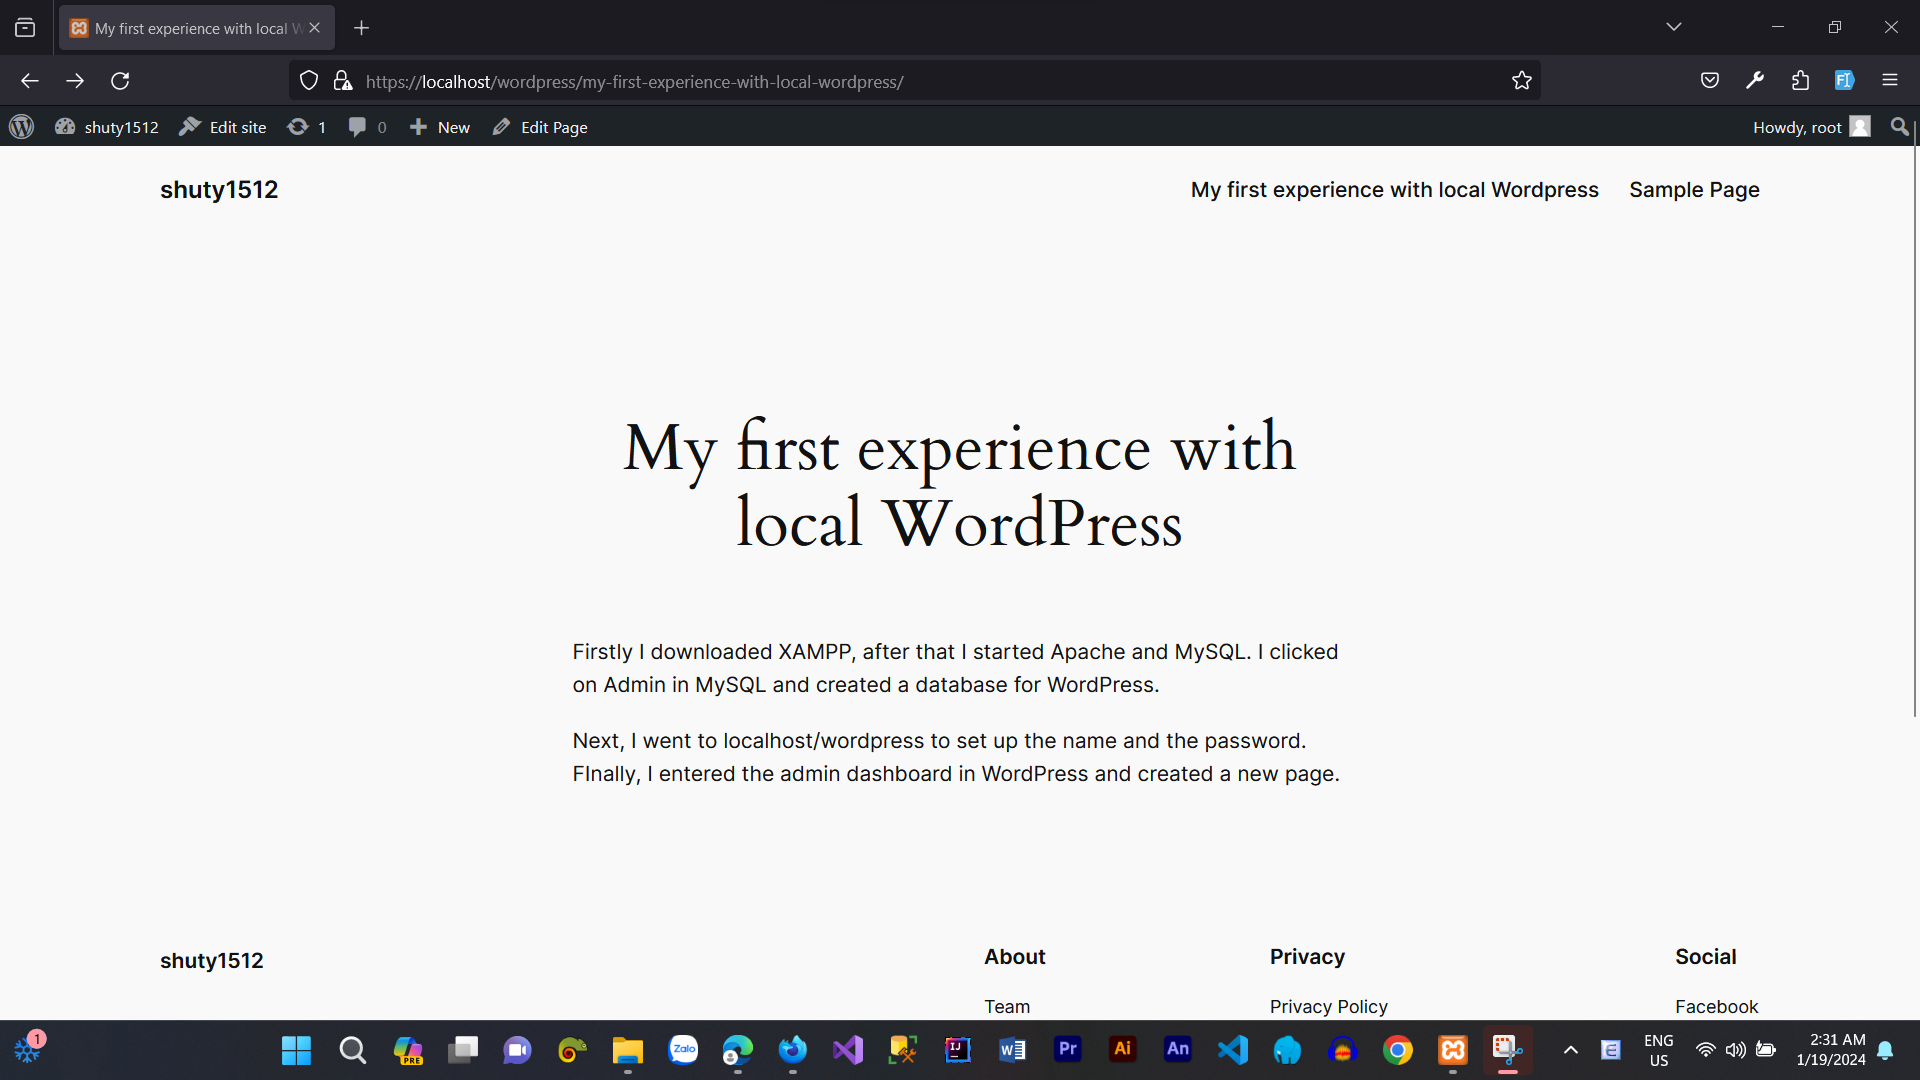 My first experience with local W
https://localhost/wordpress/my-first-experience-with-local-wordpress/
shuty1512 Edit site 1 0 New Edit Page Howdy, root
shuty1512 My first experience with local Wordpress Sample Page
My first experience with
local WordPress
Firstly I downloaded XAMPP, after that I started Apache and MySQL. I clicked
on Admin in MySQL and created a database for WordPress.
Next, I went to localhost/wordpress to set up the name and the password.
FInally, I entered the admin dashboard in WordPress and created a new page.
shuty1512 About Privacy Social
Team Privacy Policy Facebook
1 PRE Zalo IJ W Pr Ai An E ENG 2:31 AM
US 1/19/2024